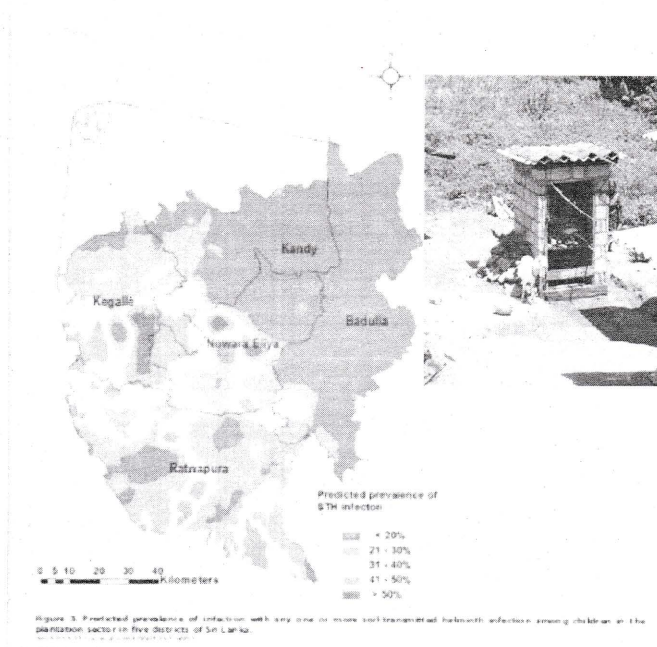 Kandy
Kegalle
Badulla
Nuwara Eliya
Ratnapura
Predicted prevalence of
STH infection
< 20%
21 - 30%
31 - 40%
41 - 50%
> 50%
0 5 10 20 30 40
Kilometers
Figure 3. Predicted prevalence of infection with any one or more soil transmitted helminth infections among children in the
plantation sector in five districts of Sri Lanka.